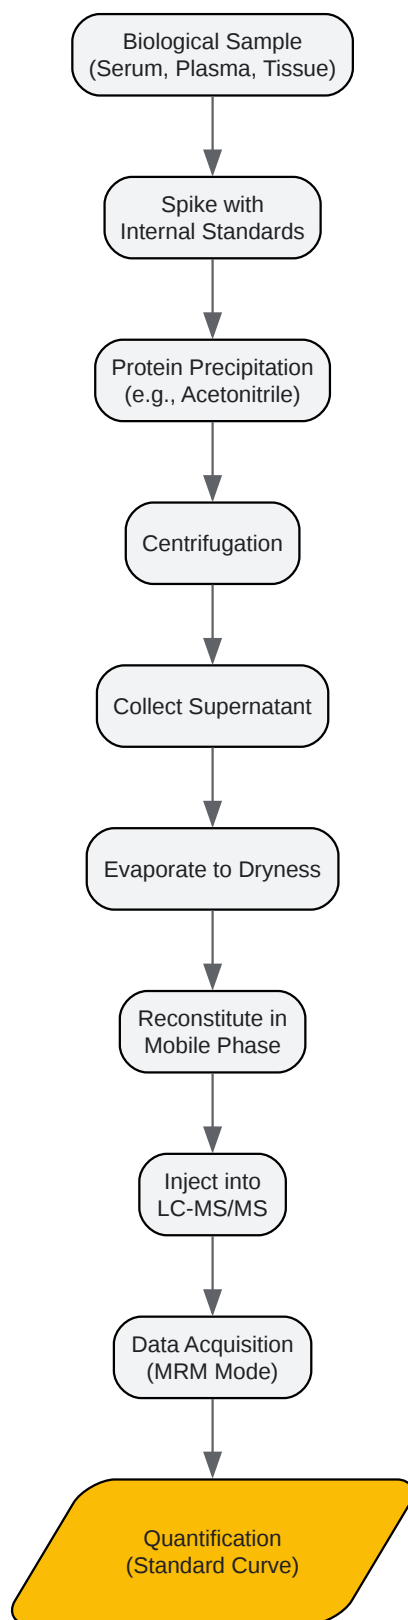 Biological Sample
(Serum, Plasma, Tissue)
Spike with
Internal Standards
Protein Precipitation
(e.g., Acetonitrile)
Centrifugation
Collect Supernatant
Evaporate to Dryness
Reconstitute in
Mobile Phase
Inject into
LC-MS/MS
Data Acquisition
(MRM Mode)
Quantification
(Standard Curve)